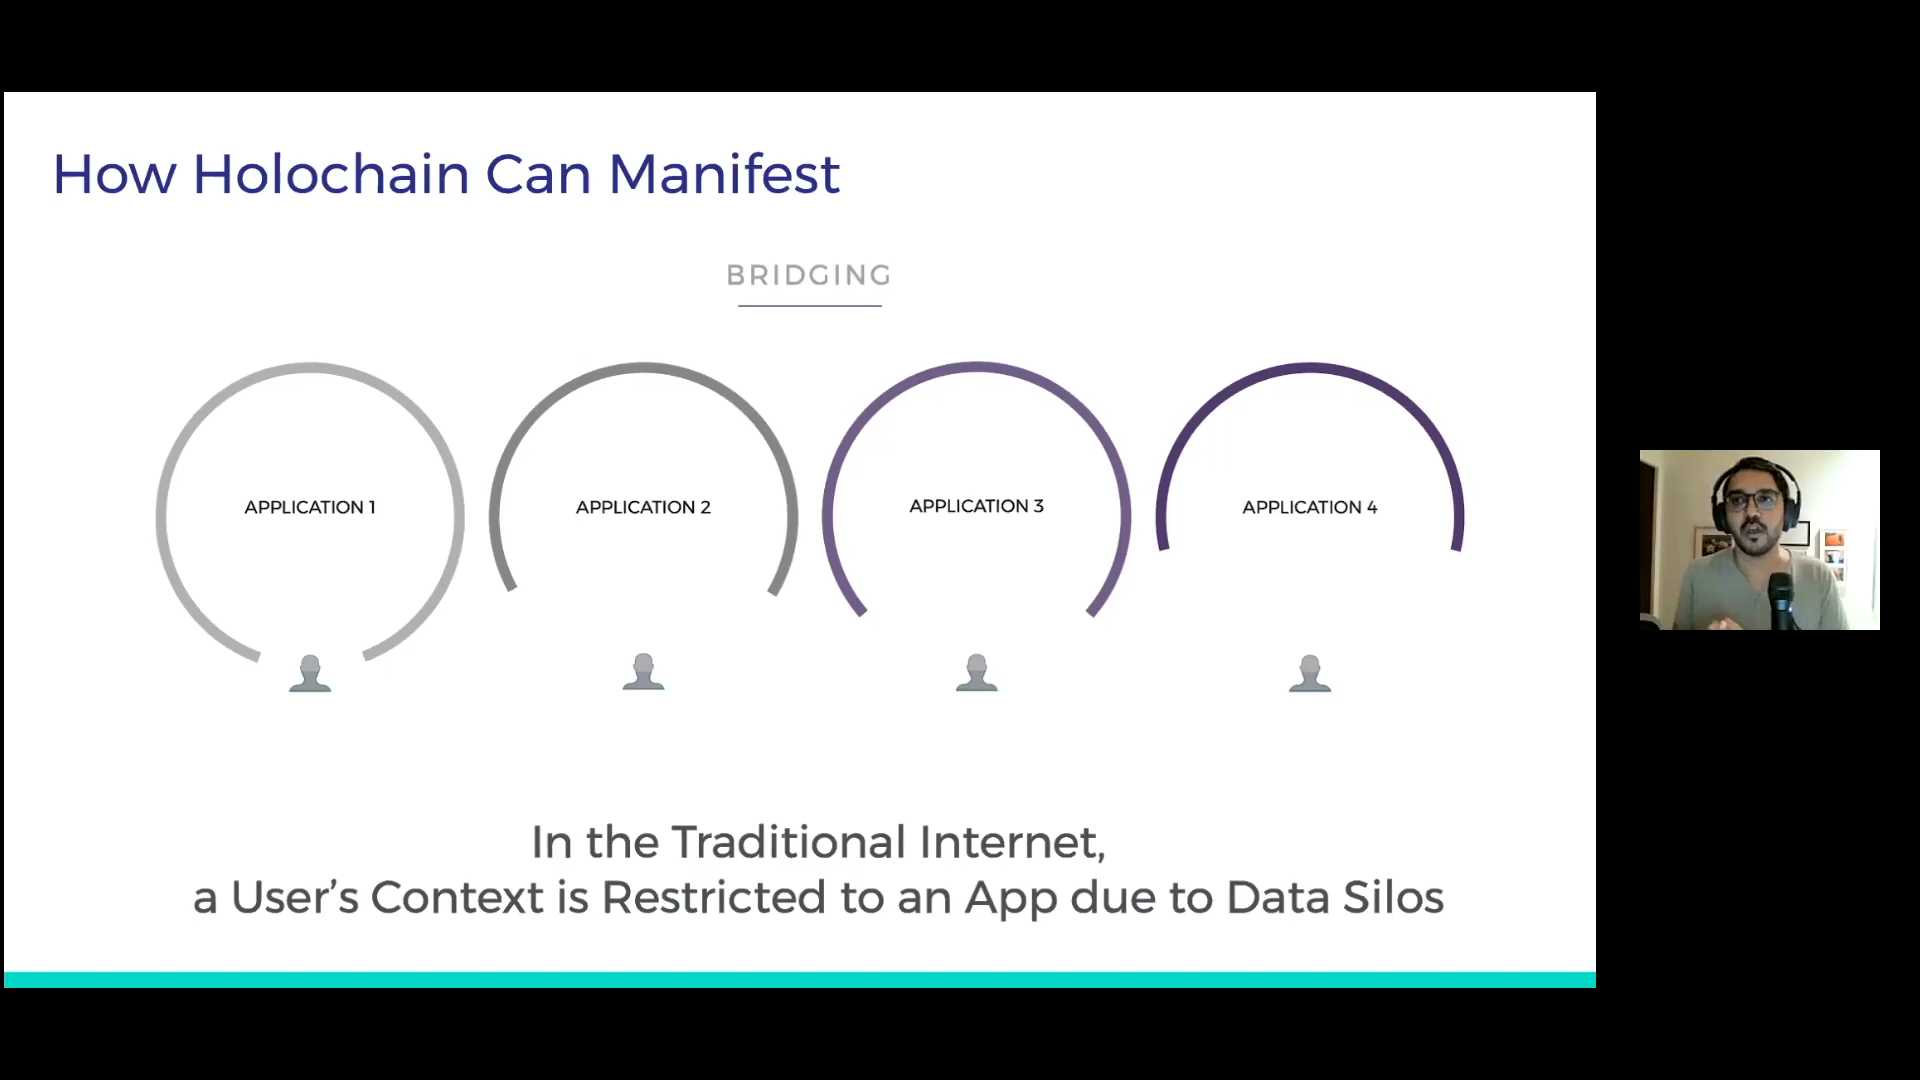 How Holochain Can Manifest
BRIDGING
APPLICATION 1
APPLICATION 2
APPLICATION 3
APPLICATION 4
In the Traditional Internet,
a User’s Context is Restricted to an App due to Data Silos